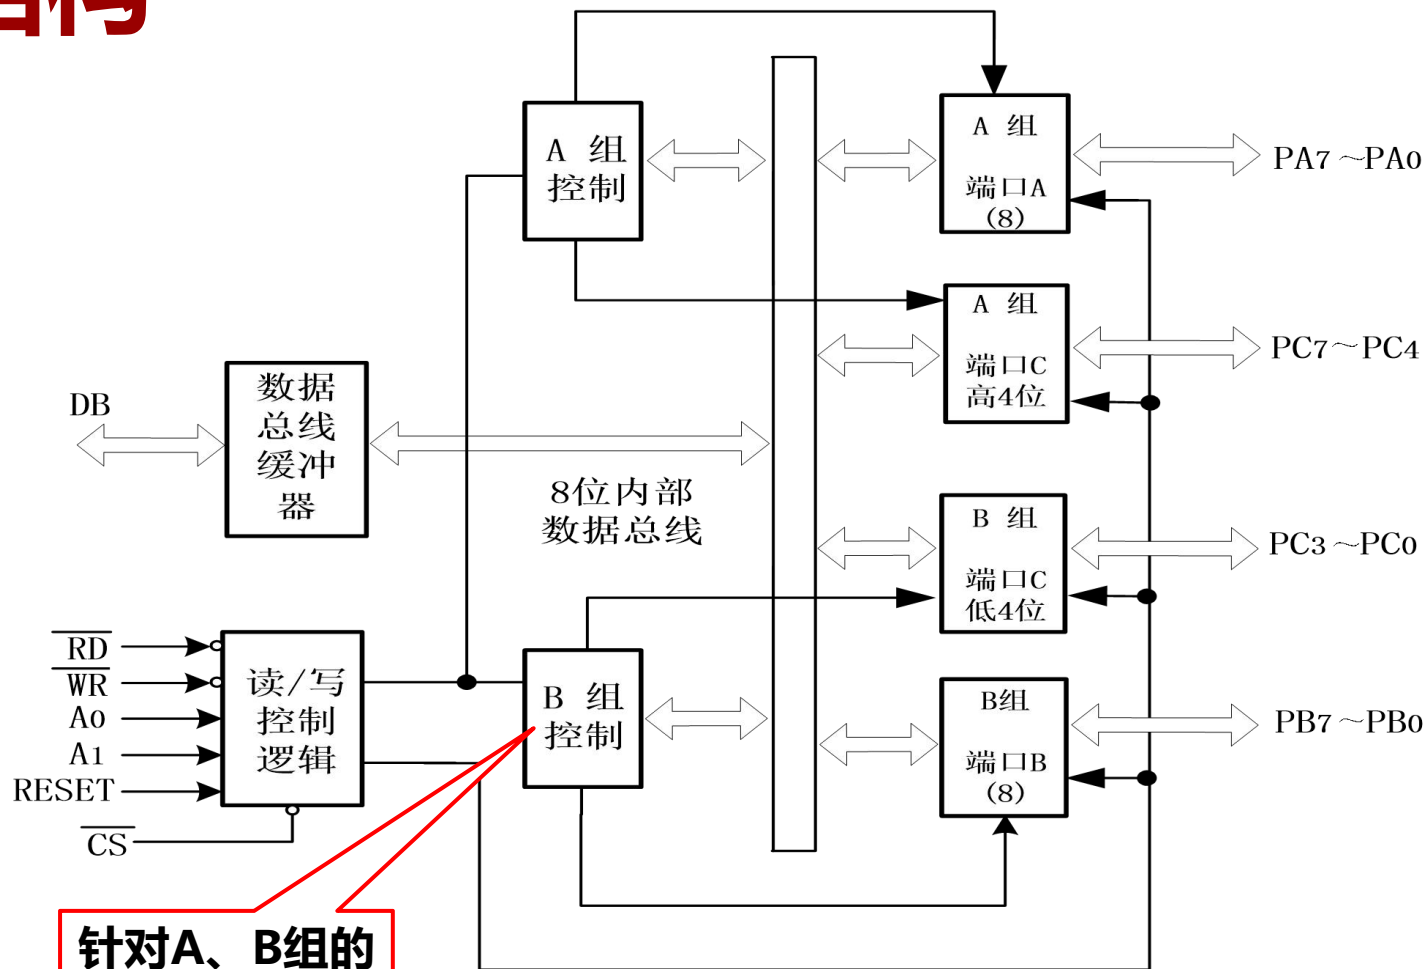 结构
A 组
控制
A 组
端口A
(8)
PA7～PA0
A 组
端口C
高4位
PC7～PC4
DB
数据
总线
缓冲
器
8位内部
数据总线
B 组
端口C
低4位
PC3～PC0
RD
WR
A0
A1
RESET
CS
读/写
控制
逻辑
B 组
控制
B组
端口B
(8)
PB7～PB0
针对A、B组的